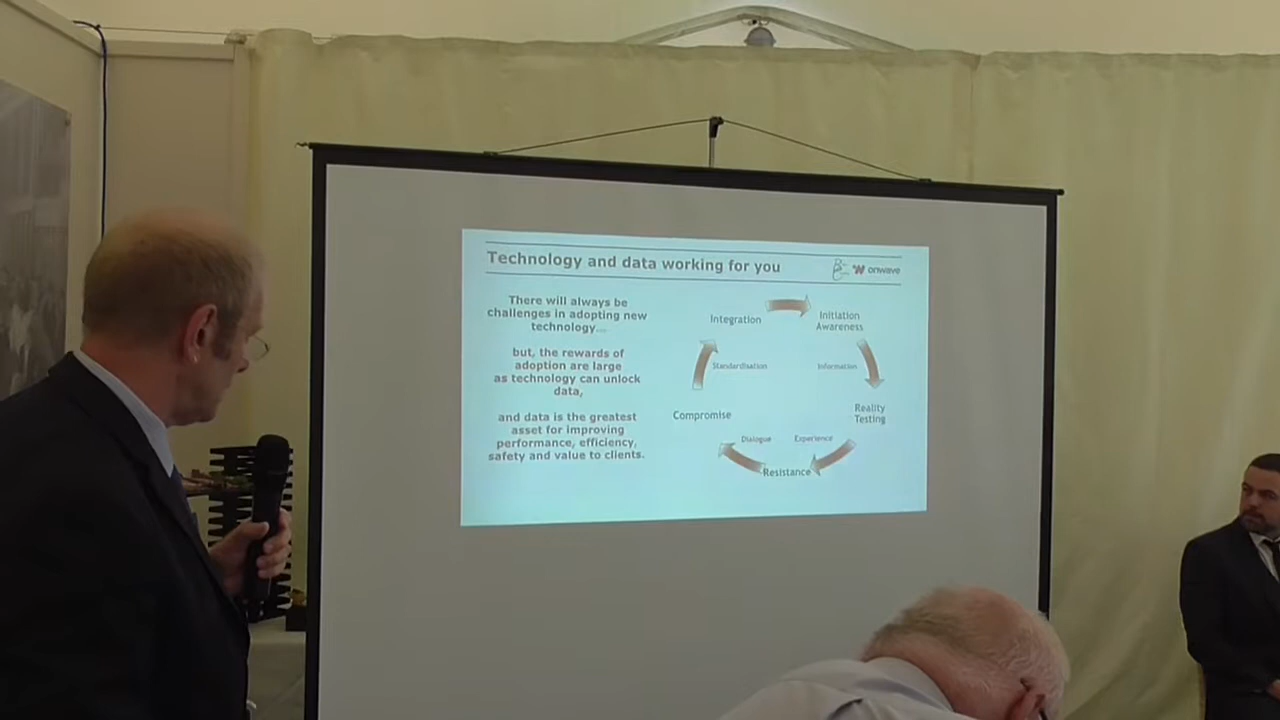 Technology and data working for you
onwave
There will always be
challenges in adopting new
technology...
but, the rewards of
adoption are large
as technology can unlock
data,
and data is the greatest
asset for improving
performance, efficiency,
safety and value to clients.
Integration
Initiation
Awareness
Standardisation
Information
Compromise
Reality
Testing
Dialogue
Experience
Resistance